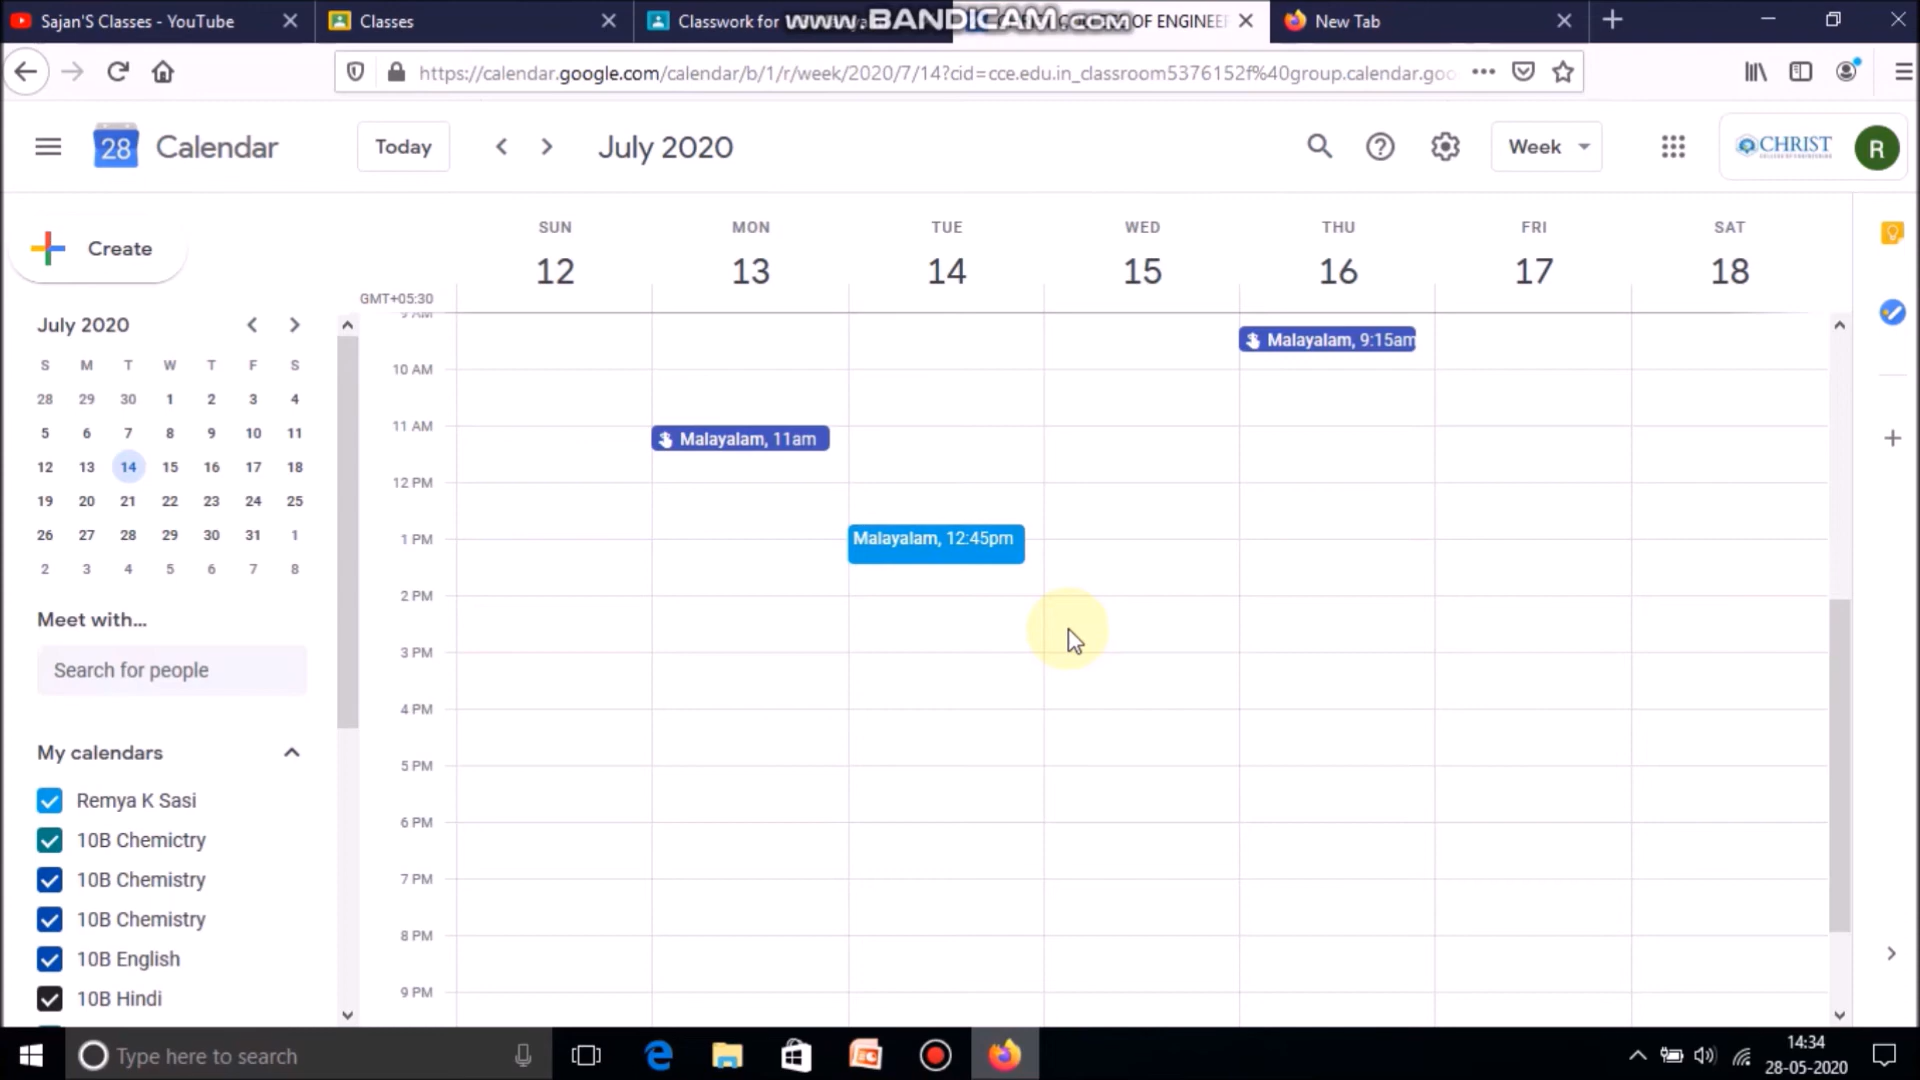 Sajan'S Classes - YouTube
Classes
Classwork for
OF ENGINEER
New Tab
www.BANDICAM.com
https://calendar.google.com/calendar/b/1/r/week/2020/7/14?cid=cce.edu.in_classroom5376152f%40group.calendar.goo
28 Calendar
Today
July 2020
Week
CHRIST
COLLEGE OF ENGINEERING
R
Create
SUN MON TUE WED THU FRI SAT
12 13 14 15 16 17 18
GMT+05:30
July 2020
S M T W T F S
28 29 30 1 2 3 4
5 6 7 8 9 10 11
12 13 14 15 16 17 18
19 20 21 22 23 24 25
26 27 28 29 30 31 1
2 3 4 5 6 7 8
9 AM
Malayalam, 9:15am
10 AM
11 AM
Malayalam, 11am
12 PM
Malayalam, 12:45pm
1 PM
2 PM
3 PM
4 PM
5 PM
6 PM
7 PM
8 PM
9 PM
Meet with...
Search for people
My calendars
Remya K Sasi
10B Chemictry
10B Chemistry
10B Chemistry
10B English
10B Hindi
Type here to search
14:34
28-05-2020